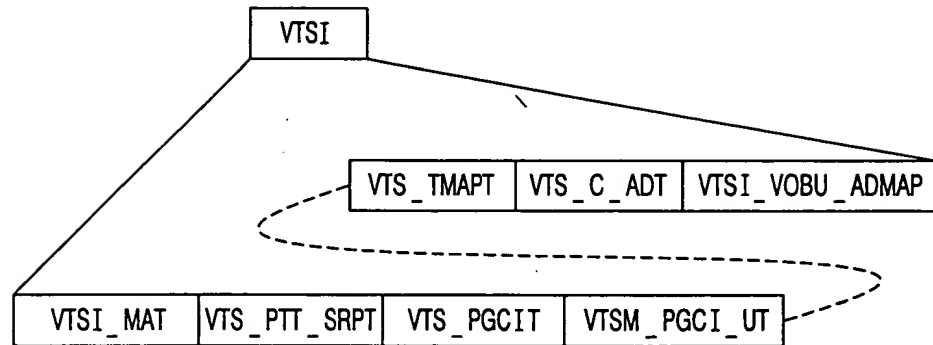 VTSI
VTS_TMAPT VTS_C_ADT VTSI_VOBU_ADMAP
VTSI_MAT VTS_PTT_SRPT VTS_PGCIT VTSM_PGCI_UT